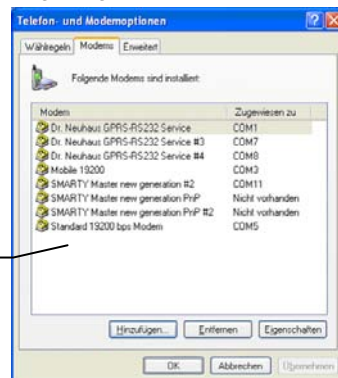 Telefon- und Modemoptionen
Wählregeln Modems Erweitert
Folgende Modems sind installiert:
Modem Zugewiesen zu
Dr. Neuhaus GPRS-RS232 Service COM1
Dr. Neuhaus GPRS-RS232 Service #3 COM7
Dr. Neuhaus GPRS-RS232 Service #4 COM8
Mobile 19200 COM3
SMARTY Master new generation #2 COM11
SMARTY Master new generation PnP Nicht vorhanden
SMARTY Master new generation PnP #2 Nicht vorhanden
Standard 19200 bps Modem COM5
Hinzufügen... Entfernen Eigenschaften
OK Abbrechen Übernehmen